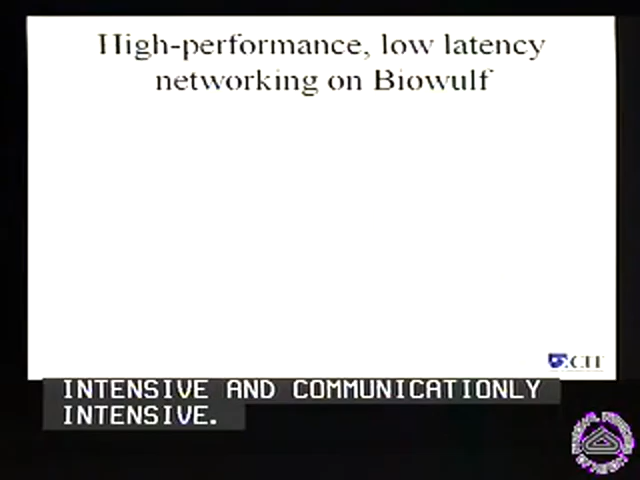 High-performance, low latency
networking on Biowulf
CIT
INTENSIVE AND COMMUNICATIONLY
INTENSIVE.